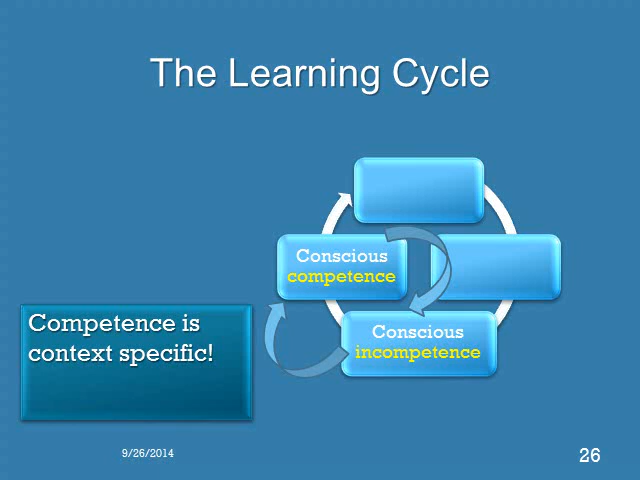 The Learning Cycle
Conscious
competence
Conscious
incompetence
Competence is
context specific!
9/26/2014
26